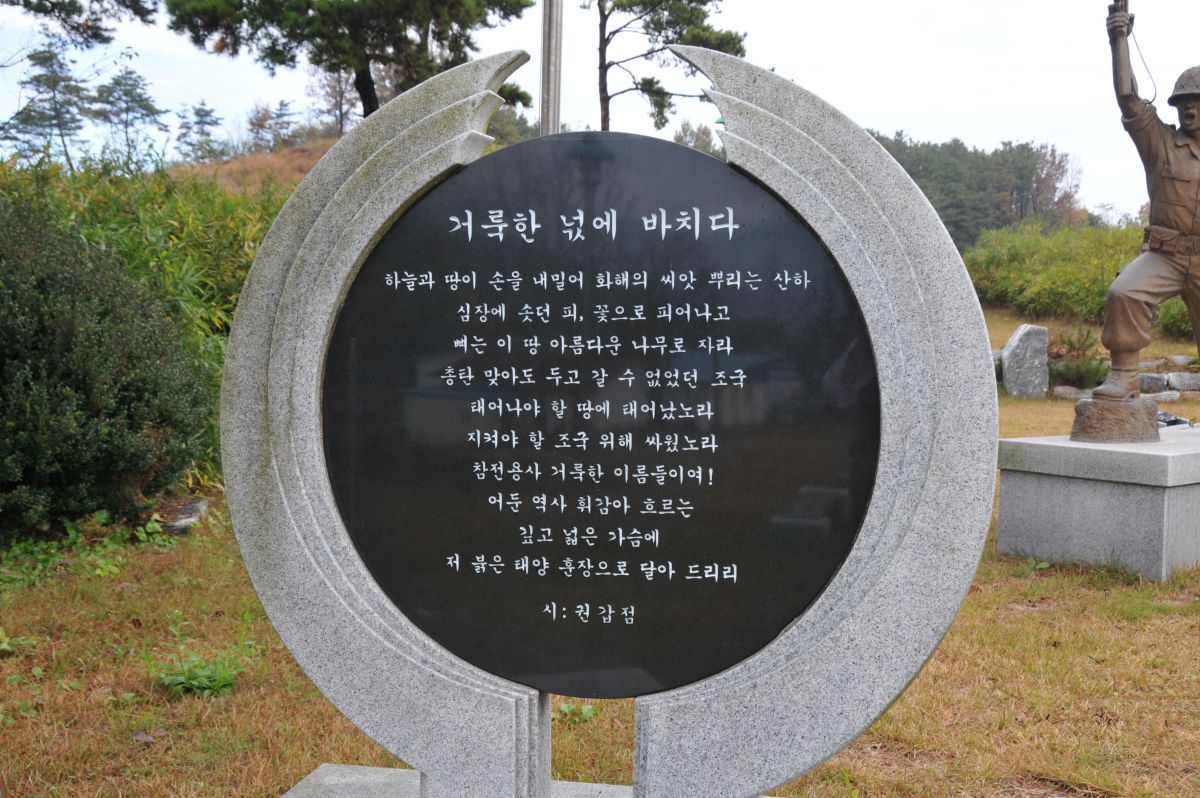 거룩한 넋에 바치다
하늘과 땅이 손을 내밀어 화해의 씨앗 뿌리는 산하
심장에 솟던 피, 꽃으로 피어나고
뼈는 이 땅 아름다운 나무로 자라
총탄 맞아도 두고 갈 수 없었던 조국
태어나야 할 땅에 태어났노라
지켜야 할 조국 위해 싸웠노라
참전용사 거룩한 이름들이여!
어둔 역사 휘감아 흐르는
깊고 넓은 가슴에
저 붉은 태양 훈장으로 달아 드리리
시: 권갑점